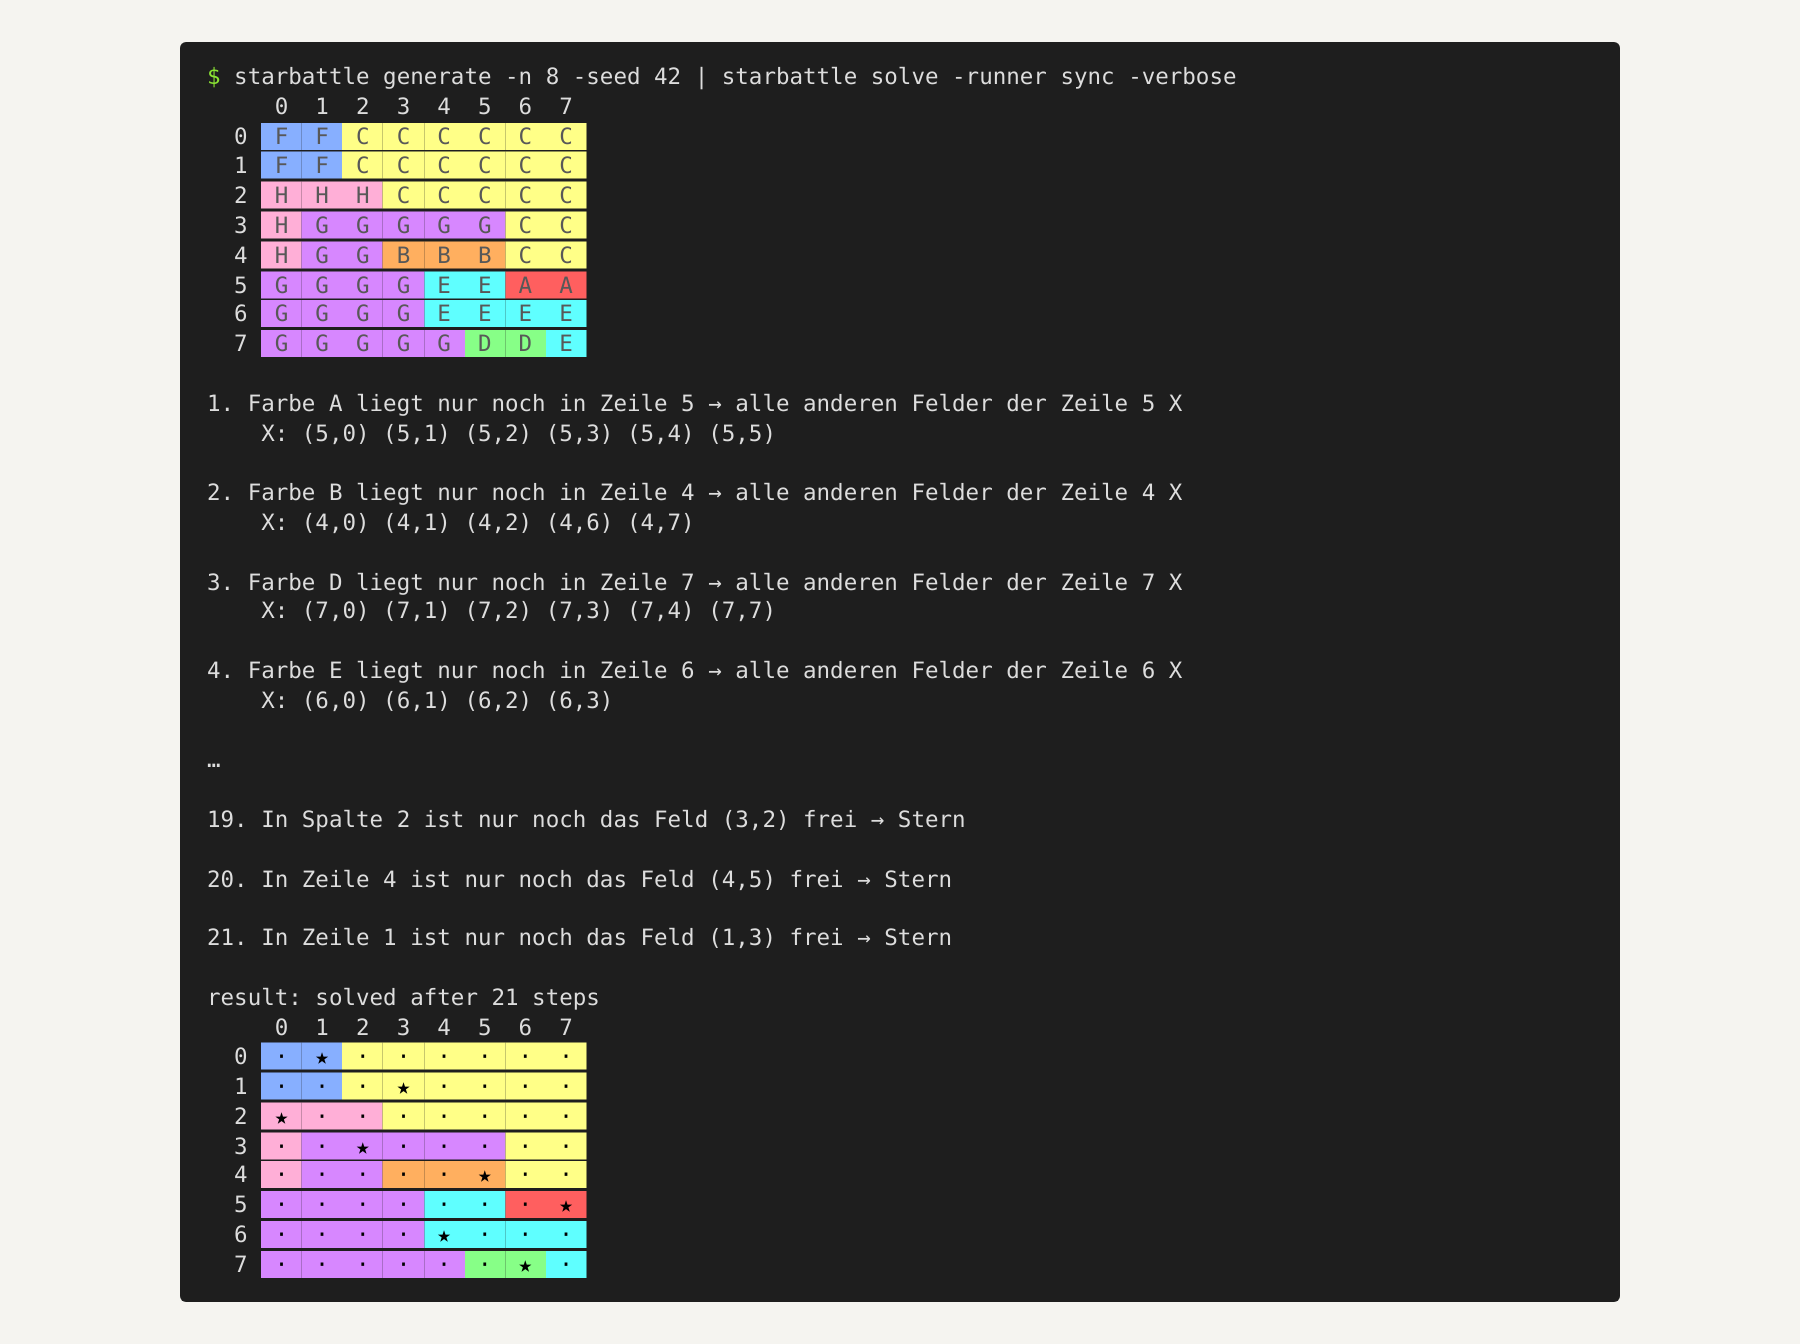 $ starbattle generate -n 8 -seed 42 | starbattle solve -runner sync -verbose
0 1 2 3 4 5 6 7
0 F F C C C C C C
1 F F C C C C C C
2 H H H C C C C C
3 H G G G G G C C
4 H G G B B B C C
5 G G G G E E A A
6 G G G G E E E E
7 G G G G G D D E
1. Farbe A liegt nur noch in Zeile 5 → alle anderen Felder der Zeile 5 X
X: (5,0) (5,1) (5,2) (5,3) (5,4) (5,5)
2. Farbe B liegt nur noch in Zeile 4 → alle anderen Felder der Zeile 4 X
X: (4,0) (4,1) (4,2) (4,6) (4,7)
3. Farbe D liegt nur noch in Zeile 7 → alle anderen Felder der Zeile 7 X
X: (7,0) (7,1) (7,2) (7,3) (7,4) (7,7)
4. Farbe E liegt nur noch in Zeile 6 → alle anderen Felder der Zeile 6 X
X: (6,0) (6,1) (6,2) (6,3)
…
19. In Spalte 2 ist nur noch das Feld (3,2) frei → Stern
20. In Zeile 4 ist nur noch das Feld (4,5) frei → Stern
21. In Zeile 1 ist nur noch das Feld (1,3) frei → Stern
result: solved after 21 steps
0 1 2 3 4 5 6 7
0 · ★ · · · · · ·
1 · · · ★ · · · ·
2 ★ · · · · · · ·
3 · · ★ · · · · ·
4 · · · · · ★ · ·
5 · · · · · · · ★
6 · · · · ★ · · ·
7 · · · · · · ★ ·